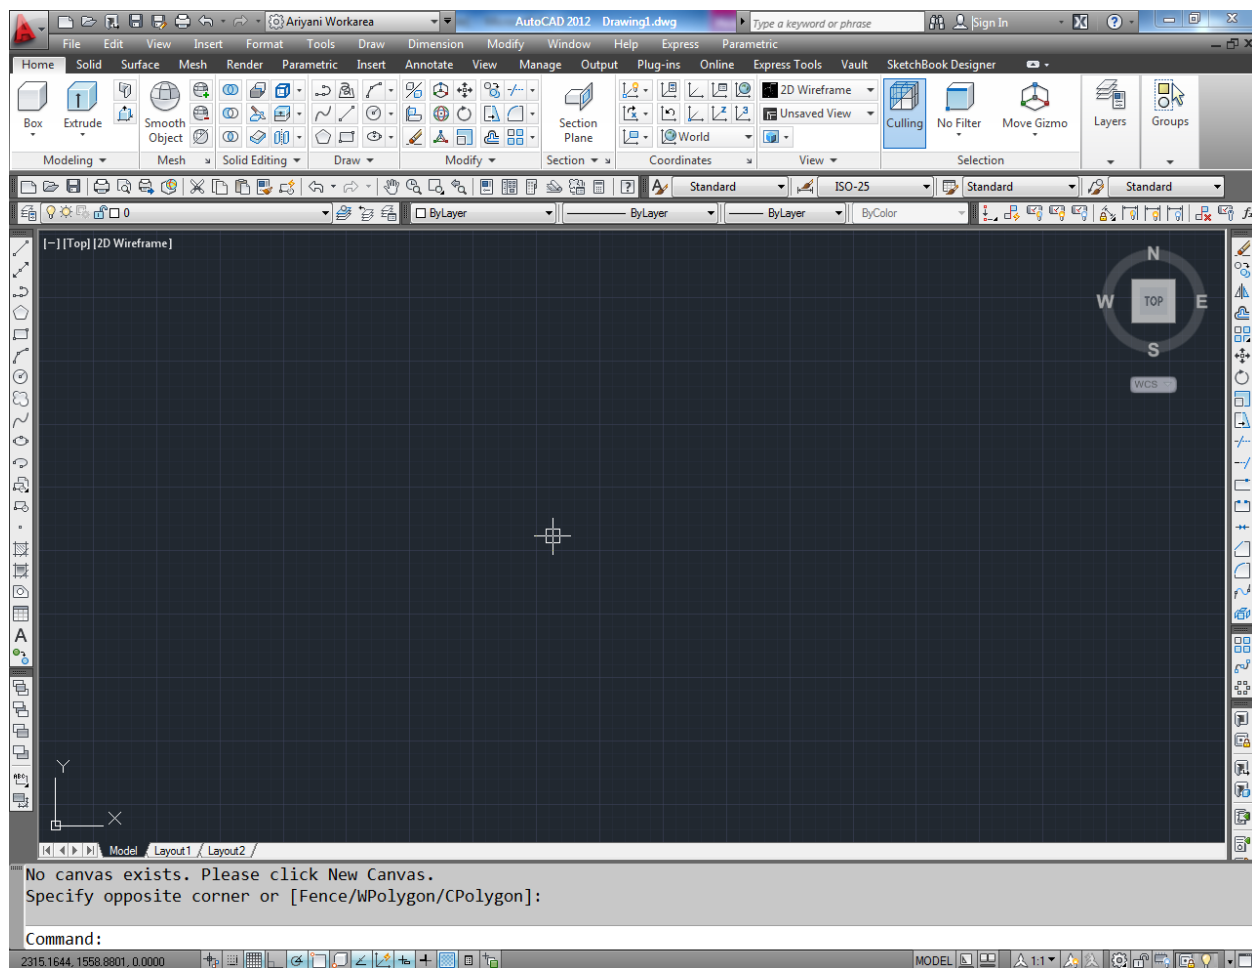 Ariyani Workarea AutoCAD 2012 Drawing1.dwg Type a keyword or phrase Sign In
File Edit View Insert Format Tools Draw Dimension Modify Window Help Express Parametric
Home Solid Surface Mesh Render Parametric Insert Annotate View Manage Output Plug-ins Online Express Tools Vault SketchBook Designer
2D Wireframe
Unsaved View
World
Box Extrude Smooth Object Section Plane Culling No Filter Move Gizmo Layers Groups
Modeling Mesh Solid Editing Draw Modify Section Coordinates View Selection
Standard ISO-25 Standard Standard
0 ByLayer ByLayer ByLayer ByColor
[−] [Top] [2D Wireframe]
N
W TOP E
S
WCS
A
Y
X
Model Layout1 Layout2
No canvas exists. Please click New Canvas.
Specify opposite corner or [Fence/WPolygon/CPolygon]:
Command:
2315.1644, 1558.8801, 0.0000 MODEL 1:1